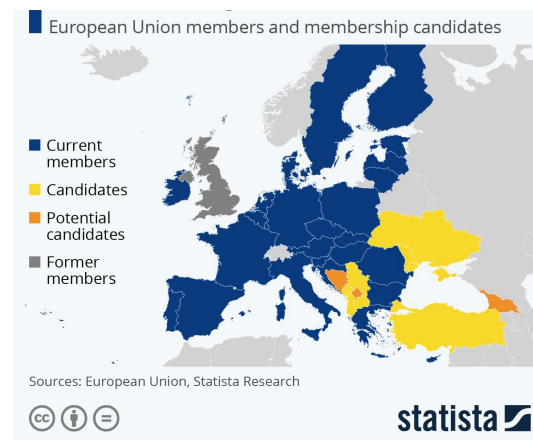 European Union members and membership candidates
Current
members
Candidates
Potential
candidates
Former
members
Sources: European Union, Statista Research
cc
statista